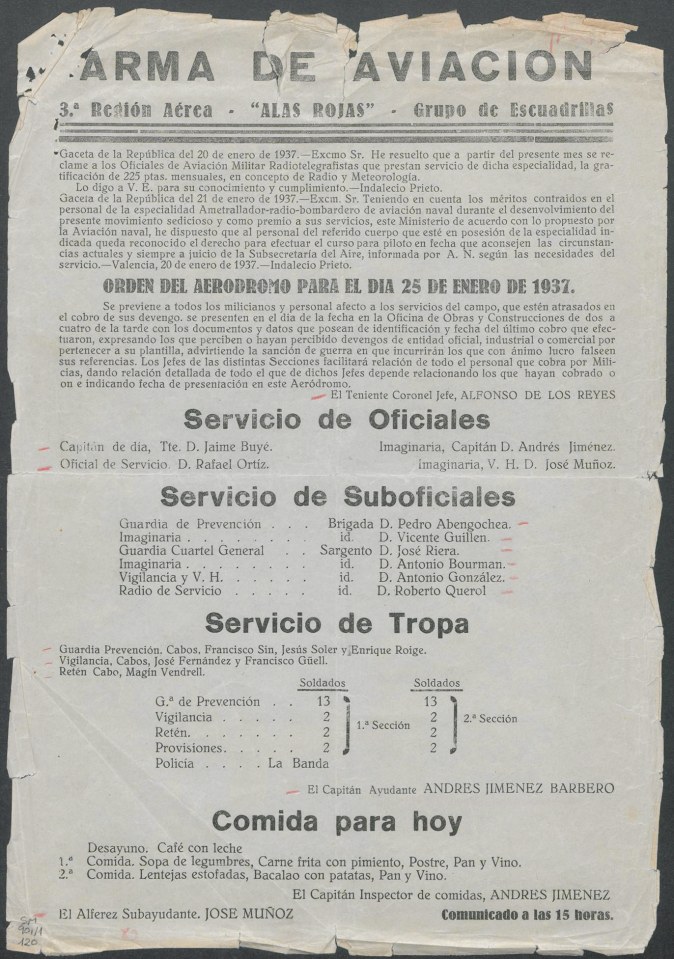 ARMA DE AVIACION
3.ª Región Aérea - "ALAS ROJAS" - Grupo de Escuadrillas
Gaceta de la República del 20 de enero de 1937.—Excmo Sr. He resuelto que a partir del presente mes se re-
clame a los Oficiales de Aviación Militar Radiotelegrafistas que prestan servicio de dicha especialidad, la gra-
tificación de 225 ptas. mensuales, en concepto de Radio y Meteorología.
Lo digo a V. E. para su conocimiento y cumplimiento.—Indalecio Prieto.
Gaceta de la República del 21 de enero de 1937.—Excm. Sr. Teniendo en cuenta los méritos contraidos en el
personal de la especialidad Ametrallador-radio-bombardero de aviación naval durante el desenvolvimiento del
presente movimiento sedicioso y como premio a sus servicios, este Ministerio de acuerdo con lo propuesto por
la Aviación naval, he dispuesto que al personal del referido cuerpo que esté en posesión de la especialidad in-
dicada queda reconocido el derecho para efectuar el curso para piloto en fecha que aconsejen las circunstan-
cias actuales y siempre a juicio de la Subsecretaría del Aire, informada por A. N. según las necesidades del
servicio.—Valencia, 20 de enero de 1937.—Indalecio Prieto.
ORDEN DEL AERODROMO PARA EL DIA 25 DE ENERO DE 1937.
Se previene a todos los milicianos y personal afecto a los servicios del campo, que estén atrasados en
el cobro de sus devengo. se presenten en el día de la fecha en la Oficina de Obras y Construcciones de dos a
cuatro de la tarde con los documentos y datos que posean de identificación y fecha del último cobro que efec-
tuaron, expresando los que perciben o hayan percibido devengos de entidad oficial, industrial o comercial por
pertenecer a su plantilla, advirtiendo la sanción de guerra en que incurrirán los que con ánimo lucro falseen
sus referencias. Los Jefes de las distintas Secciones facilitará relación de todo el personal que cobra por Mili-
cias, dando relación detallada de todo el que de dichos Jefes depende relacionando los que hayan cobrado o
on e indicando fecha de presentación en este Aeródromo.
El Teniente Coronel Jefe, ALFONSO DE LOS REYES
Servicio de Oficiales
Capitán de día, Tte. D. Jaime Buyé. Imaginaria, Capitán D. Andrés Jiménez.
Oficial de Servicio D. Rafael Ortiz. Imaginaria, V. H. D. José Muñoz.
Servicio de Suboficiales
Guardia de Prevención . . . Brigada D. Pedro Abengochea.
Imaginaria . . . . . . . . id. D. Vicente Guillen.
Guardia Cuartel General . . Sargento D. José Riera.
Imaginaria . . . . . . . . id. D. Antonio Bourman.
Vigilancia y V. H. . . . . . id. D. Antonio González.
Radio de Servicio . . . . . id. D. Roberto Querol
Servicio de Tropa
Guardia Prevención. Cabos, Francisco Sin, Jesús Soler y Enrique Roige.
Vigilancia, Cabos, José Fernández y Francisco Güell.
Retén Cabo, Magín Vendrell.
Soldados Soldados
G.ª de Prevención . . 13 13
Vigilancia . . . . . 2 2
1.ª Sección 2.ª Sección
Retén. . . . . . . 2 2
Provisiones. . . . . 2 2
Policía . . . . La Banda
El Capitán Ayudante ANDRES JIMENEZ BARBERO
Comida para hoy
Desayuno. Café con leche
1.ª Comida. Sopa de legumbres, Carne frita con pimiento, Postre, Pan y Vino.
2.ª Comida. Lentejas estofadas, Bacalao con patatas, Pan y Vino.
El Capitán Inspector de comidas, ANDRES JIMENEZ
El Alferez Subayudante. JOSE MUÑOZ Comunicado a las 15 horas.
901/1
120